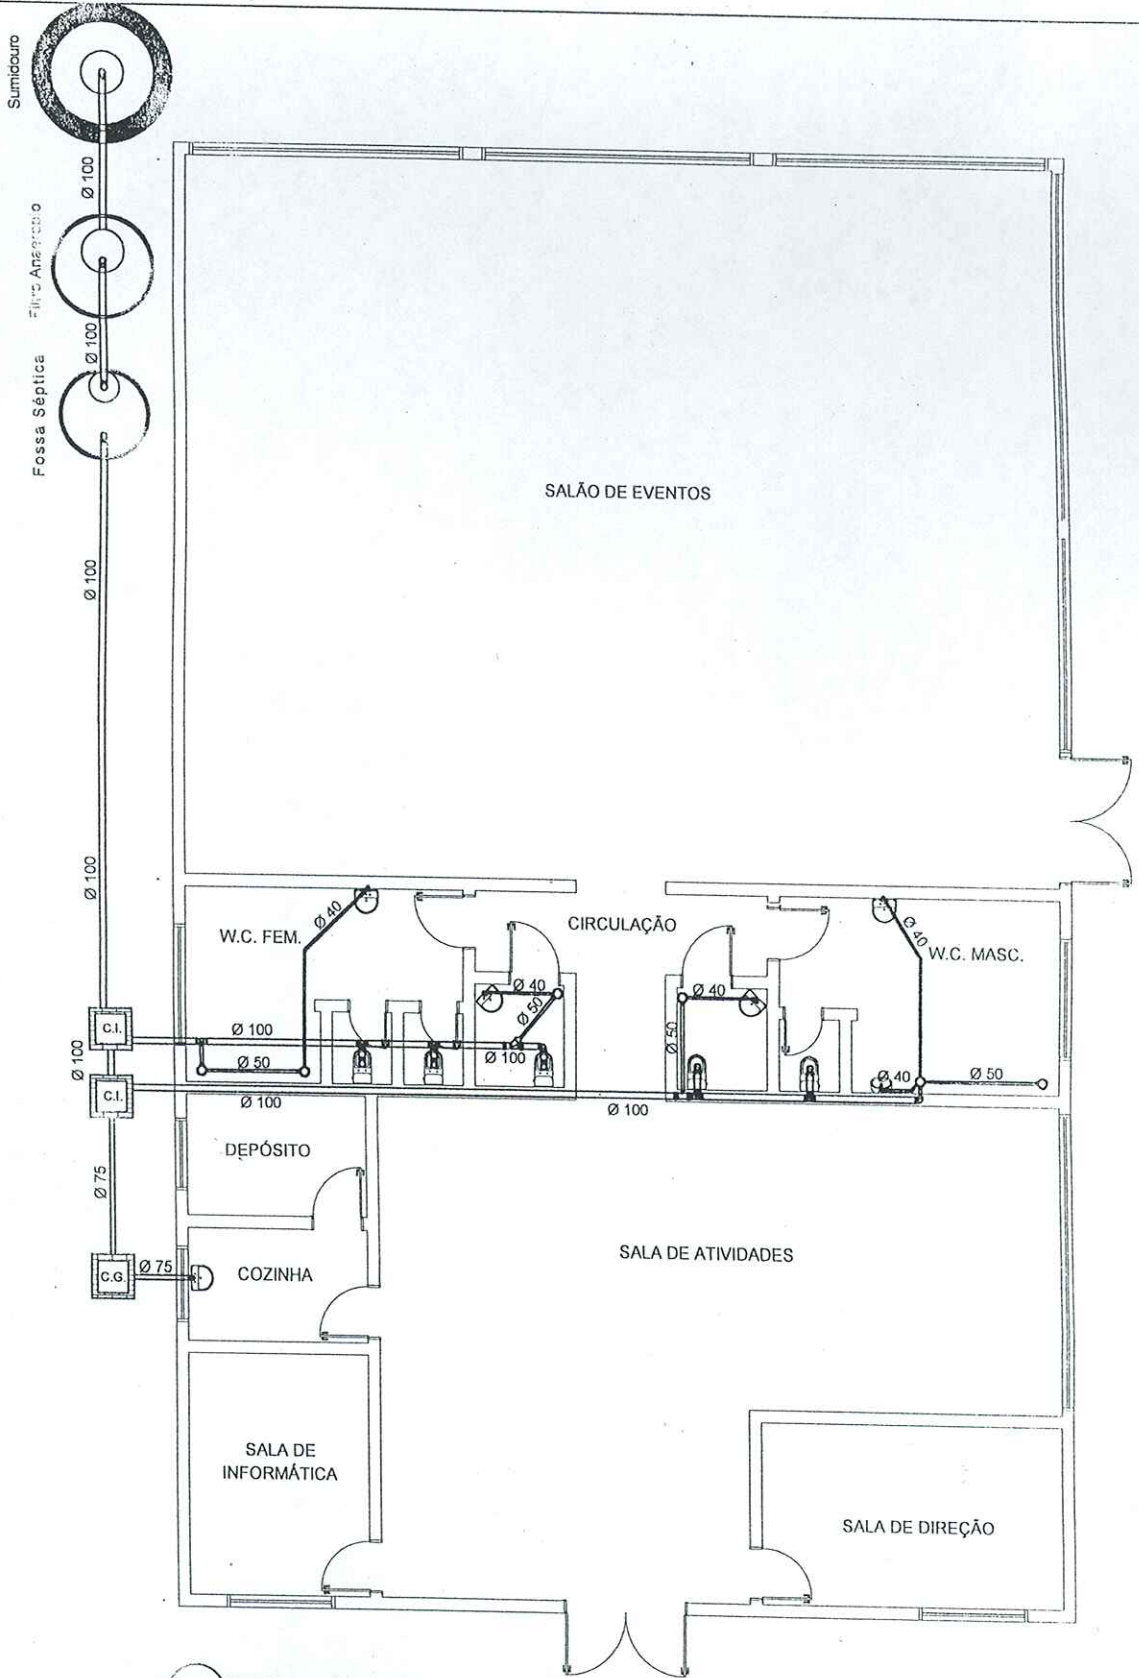 Sumidouro
Ø 100
Filtro Anaeróbio
Ø 100
Fossa Séptica
SALÃO DE EVENTOS
Ø 100
Ø 100
W.C. FEM.
Ø 40
CIRCULAÇÃO
Ø 40
W.C. MASC.
Ø 40
Ø 50
Ø 40
Ø 50
C.I.
Ø 100
Ø 100
Ø 50
Ø 100
C.I.
Ø 100
Ø 100
Ø 40
Ø 50
DEPÓSITO
Ø 75
SALA DE ATIVIDADES
C.G.
Ø 75
COZINHA
SALA DE
INFORMÁTICA
SALA DE DIREÇÃO